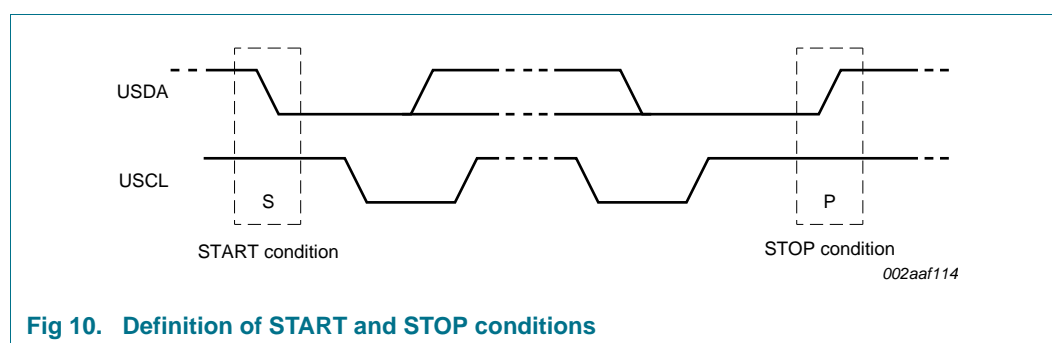 USDA
USCL
S
P
START condition
STOP condition
002aaf114
Fig 10. Definition of START and STOP conditions